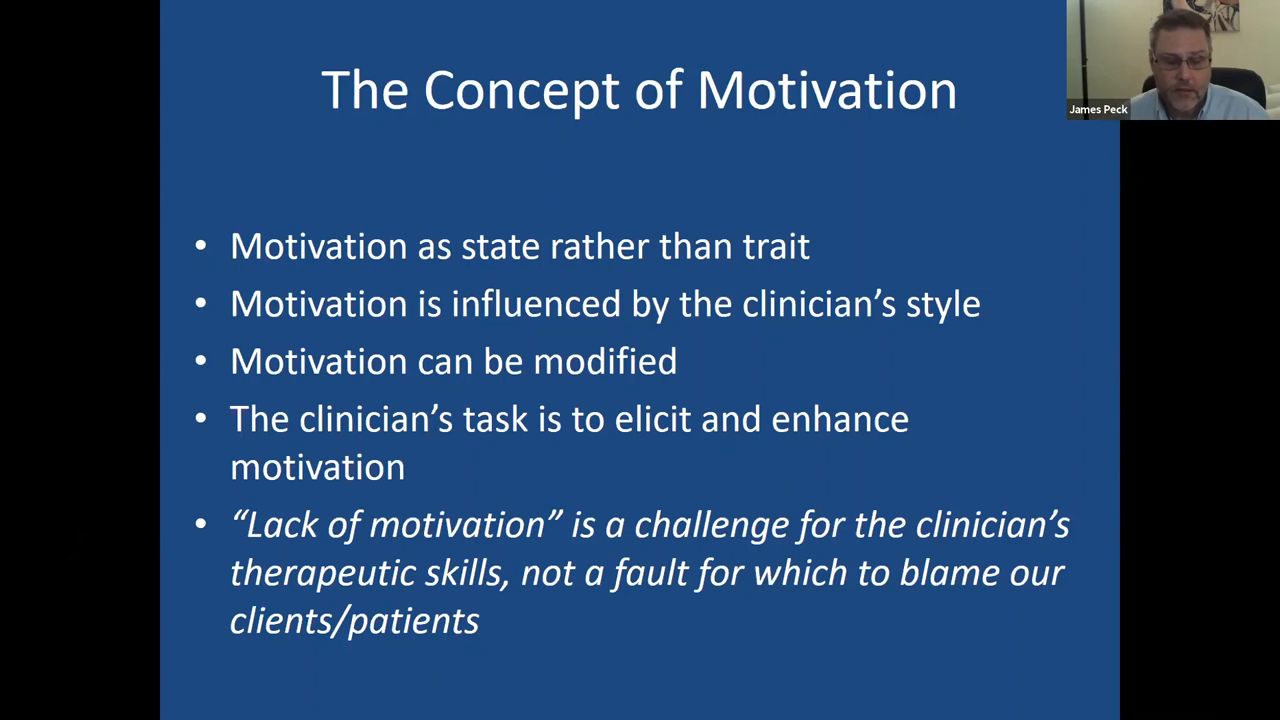 The Concept of Motivation
James Peck
• Motivation as state rather than trait
• Motivation is influenced by the clinician’s style
• Motivation can be modified
• The clinician’s task is to elicit and enhance
motivation
• “Lack of motivation” is a challenge for the clinician’s
therapeutic skills, not a fault for which to blame our
clients/patients